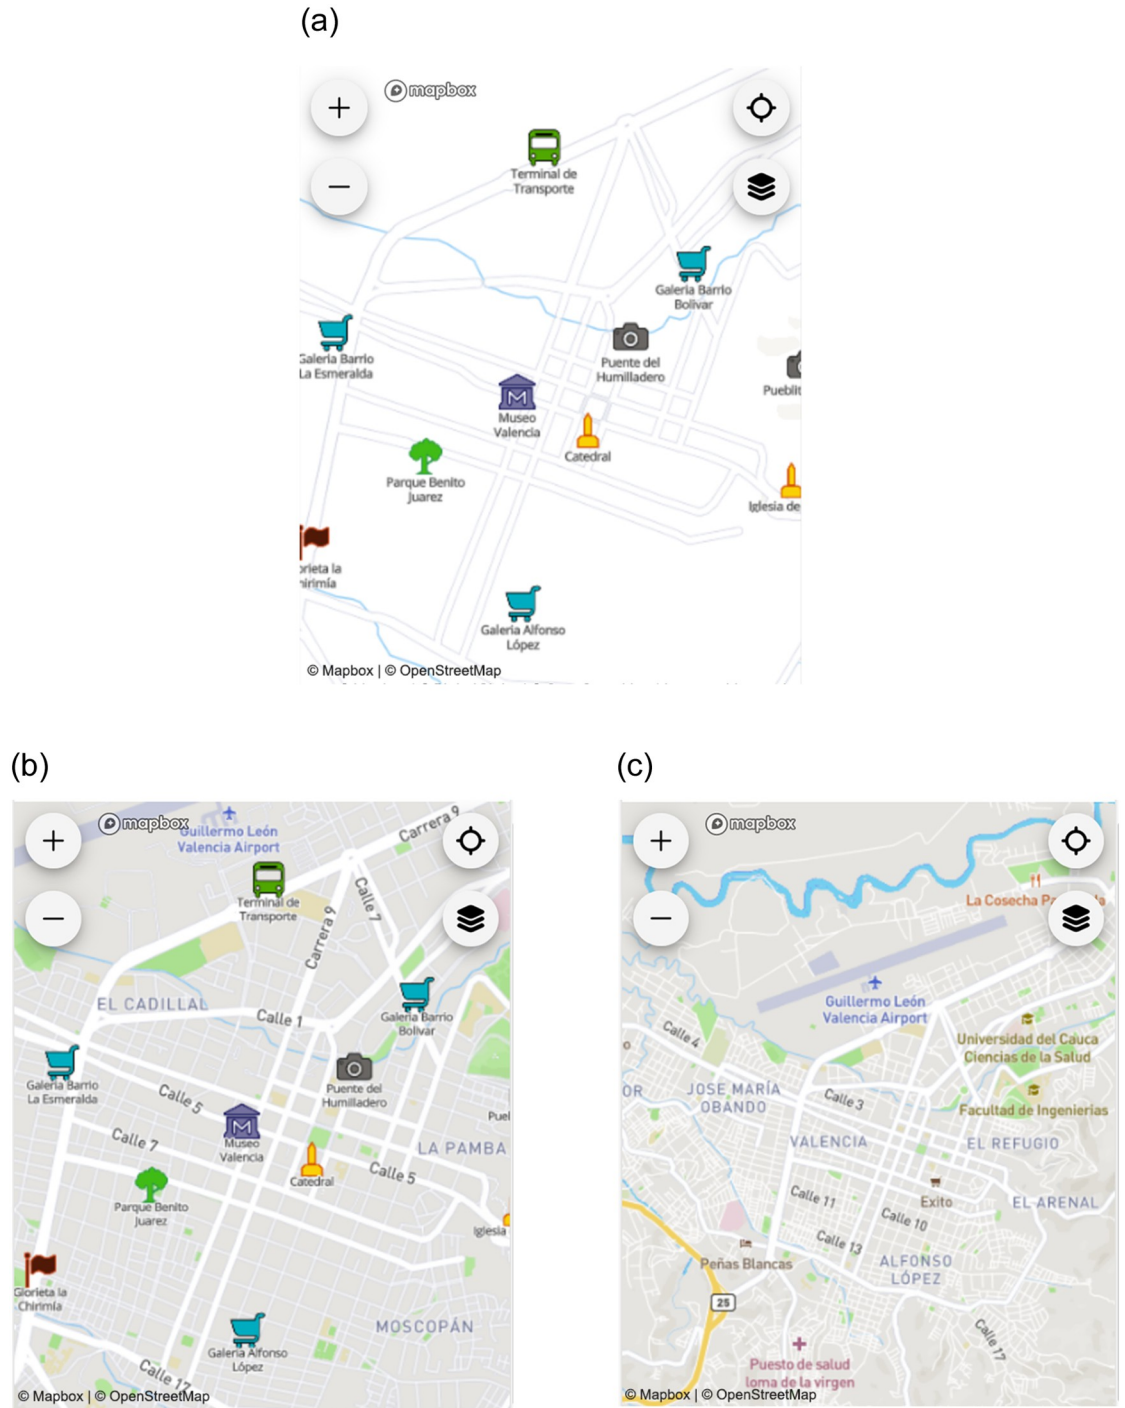 (a)
mapbox
Terminal de
Transporte
Galeria Barrio
Bolivar
Galeria Barrio
La Esmeralda
Puente del
Humilladero
Museo
Valencia
Catedral
Parque Benito
Juarez
Iglesia de
Galeria Alfonso
López
© Mapbox | © OpenStreetMap
(b)
mapbox
Guillermo León
Valencia Airport
Carrera 9
Terminal de
Transporte
Calle 7
Carrera 9
EL CADILLAL
Calle 1
Galeria Barrio
Bolivar
Galeria Barrio
La Esmeralda
Puente del
Humilladero
Calle 5
Museo
Valencia
Calle 7
LA PAMBA
Calle 5
Catedral
Parque Benito
Juarez
Iglesia
Glorieta la
Chirimía
MOSCOPÁN
Galeria Alfonso
López
Calle 17
© Mapbox | © OpenStreetMap
(c)
mapbox
La Cosecha
Guillermo León
Valencia Airport
Calle 4
Universidad del Cauca
Ciencias de la Salud
JOSE MARÍA
OBANDO
Calle 3
Facultad de Ingenierias
VALENCIA
EL REFUGIO
Calle 11
Exito
EL ARENAL
Calle 10
Calle 13
Peñas Blancas
ALFONSO
LÓPEZ
25
Calle 17
Puesto de salud
loma de la virgen
© Mapbox | © OpenStreetMap